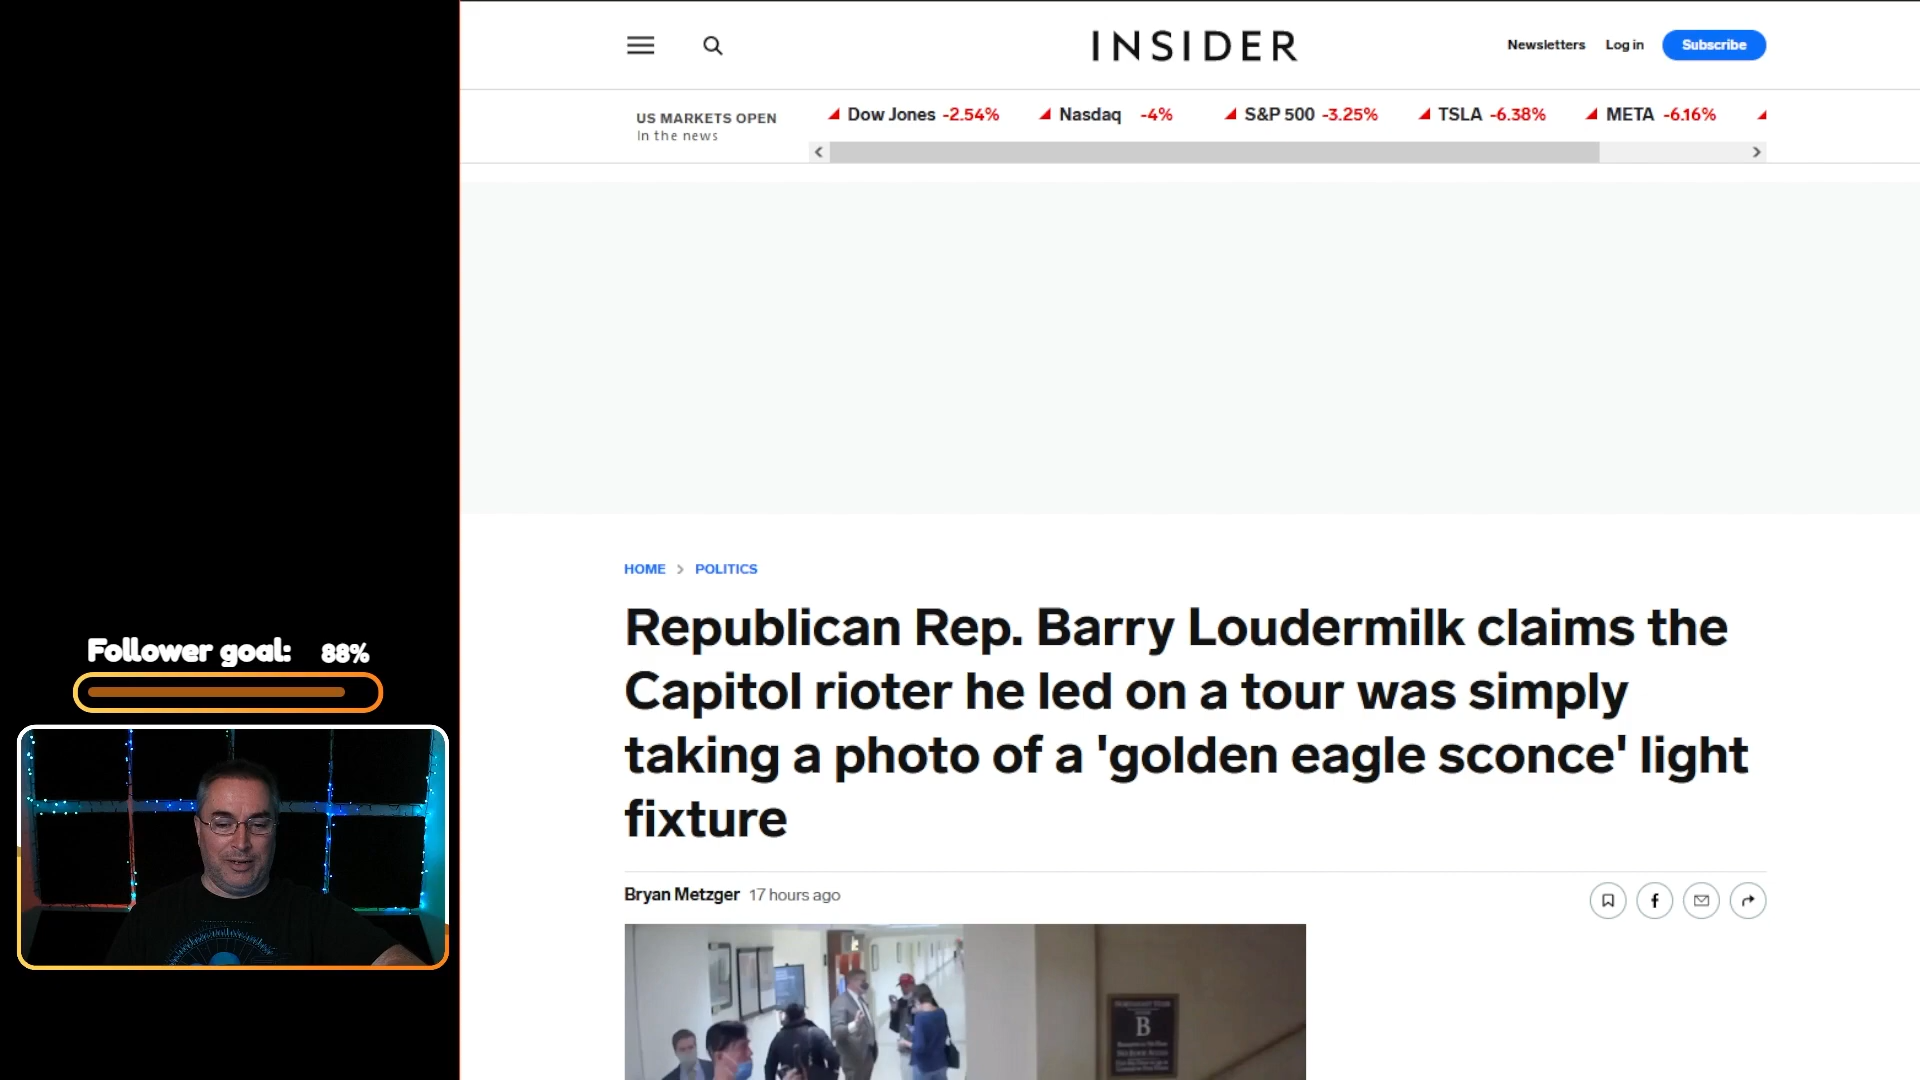 INSIDER
Newsletters Log in Subscribe
US MARKETS OPEN
In the news
Dow Jones -2.54% Nasdaq -4% S&P 500 -3.25% TSLA -6.38% META -6.16%
HOME > POLITICS
Republican Rep. Barry Loudermilk claims the
Capitol rioter he led on a tour was simply
taking a photo of a 'golden eagle sconce' light
fixture
Bryan Metzger 17 hours ago
B
Follower goal: 88%